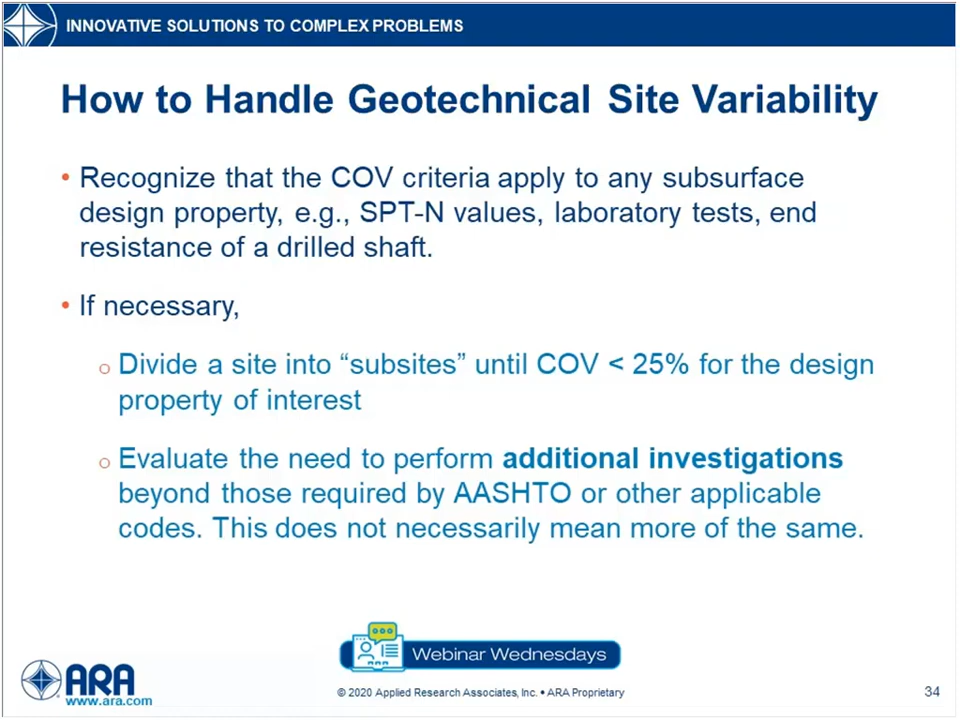 INNOVATIVE SOLUTIONS TO COMPLEX PROBLEMS
How to Handle Geotechnical Site Variability
• Recognize that the COV criteria apply to any subsurface
design property, e.g., SPT-N values, laboratory tests, end
resistance of a drilled shaft.
• If necessary,
o Divide a site into “subsites” until COV < 25% for the design
property of interest
o Evaluate the need to perform additional investigations
beyond those required by AASHTO or other applicable
codes. This does not necessarily mean more of the same.
Webinar Wednesdays
ARA
www.ara.com
© 2020 Applied Research Associates, Inc. • ARA Proprietary
34